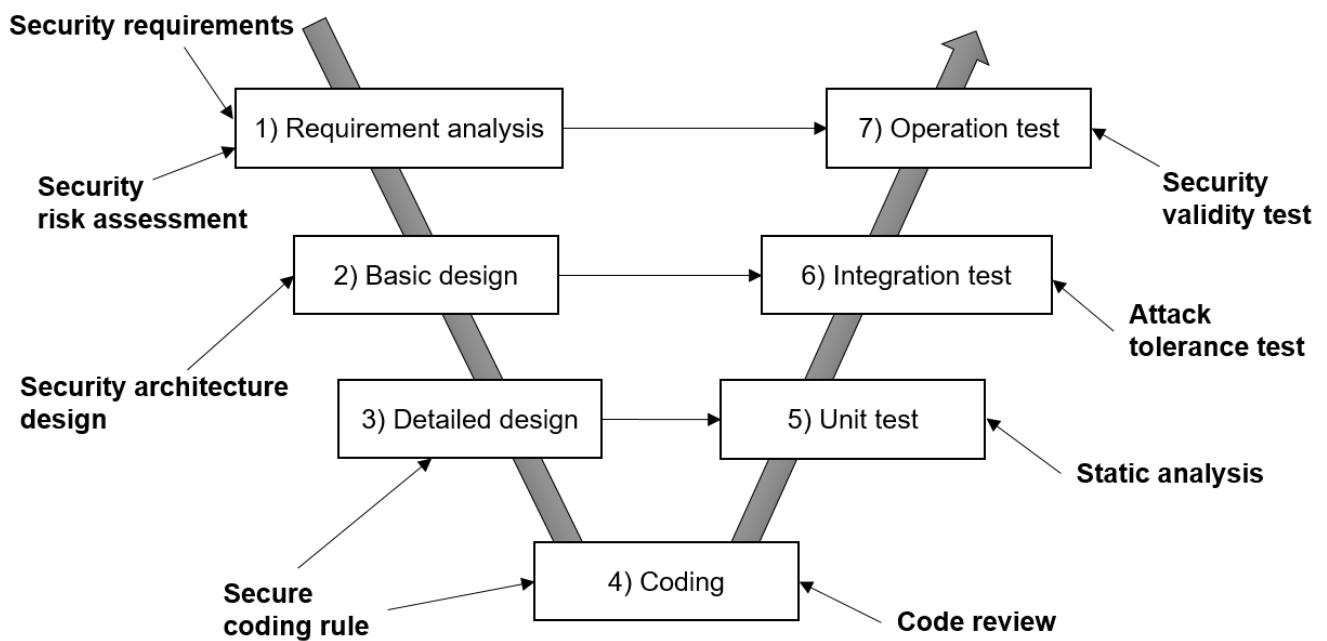 Security requirements
1) Requirement analysis
7) Operation test
Security
risk assessment
Security
validity test
2) Basic design
6) Integration test
Attack
tolerance test
Security architecture
design
3) Detailed design
5) Unit test
Static analysis
4) Coding
Secure
coding rule
Code review